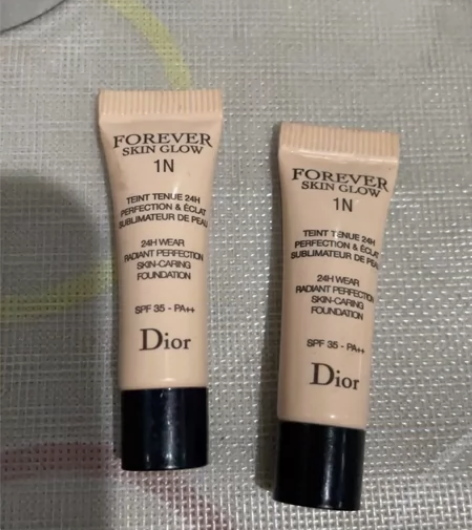 FOREVER
SKIN GLOW
1N
TEINT TENUE 24H
PERFECTION & ÉCLAT
SUBLIMATEUR DE PEAU
24H WEAR
RADIANT PERFECTION
SKIN-CARING
FOUNDATION
SPF 35 - PA++
Dior
FOREVER
SKIN GLOW
1N
TEINT TENUE 24H
PERFECTION & ÉCLAT
SUBLIMATEUR DE PEAU
24H WEAR
RADIANT PERFECTION
SKIN-CARING
FOUNDATION
SPF 35 - PA++
Dior